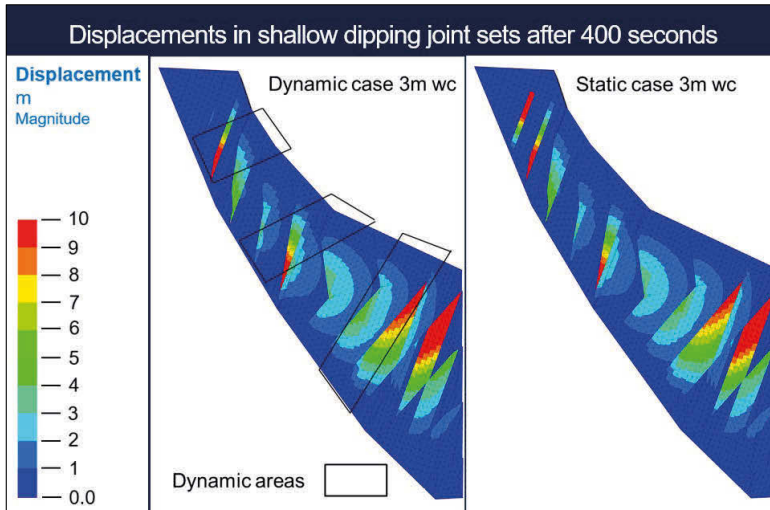 Displacements in shallow dipping joint sets after 400 seconds
Displacement
m
Magnitude
10
9
8
7
6
5
4
3
2
1
0.0
Dynamic case 3m wc
Dynamic areas
Static case 3m wc